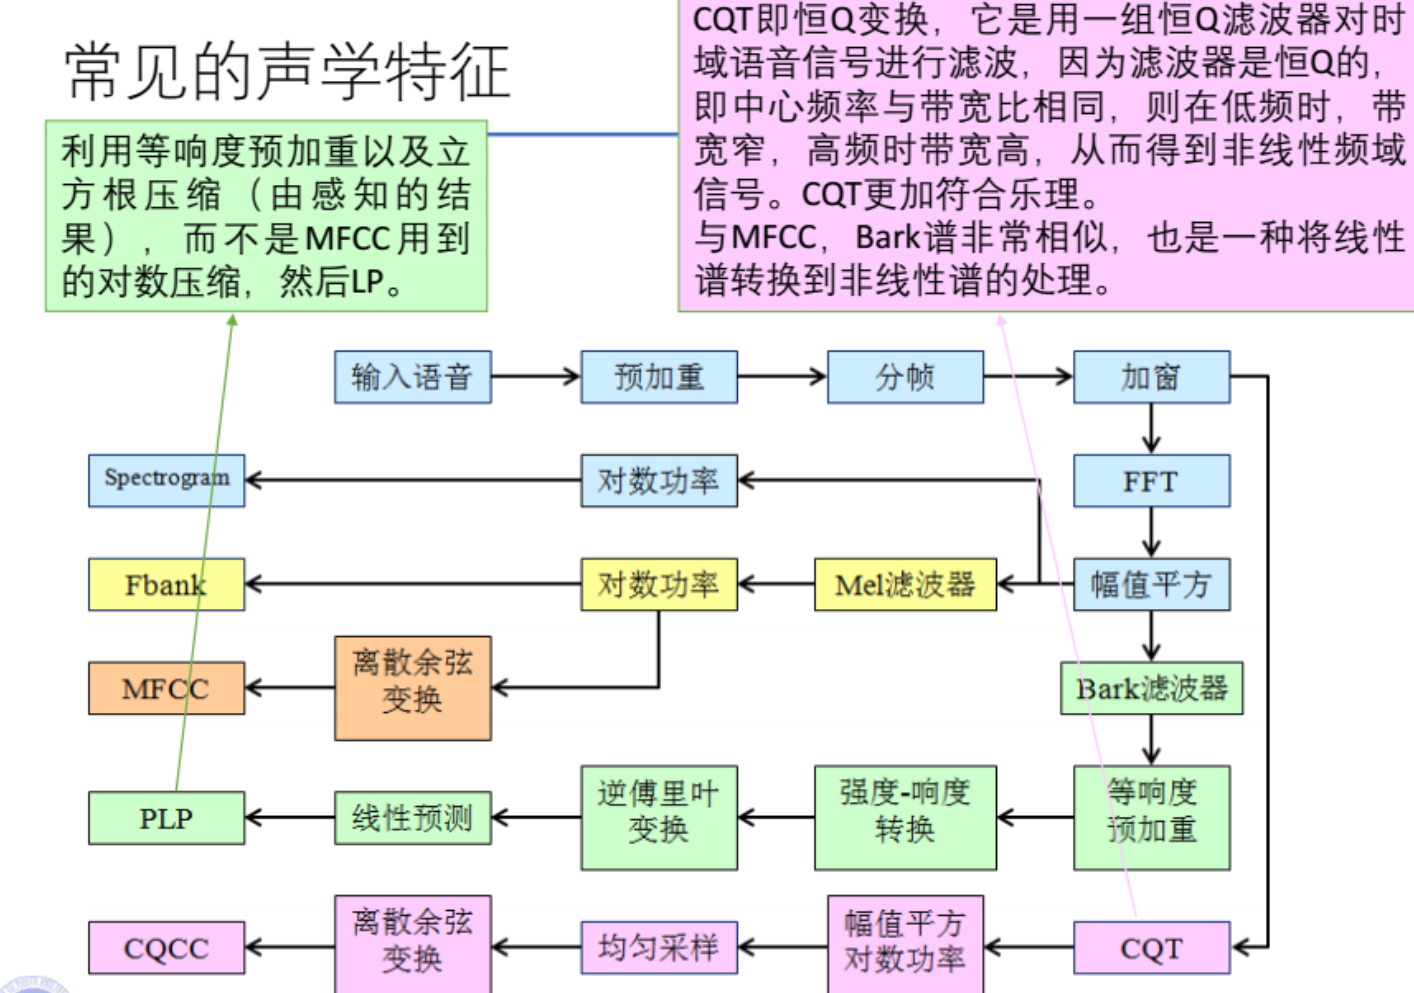 常见的声学特征
CQT即恒Q变换，它是用一组恒Q滤波器对时
域语音信号进行滤波，因为滤波器是恒Q的，
即中心频率与带宽比相同，则在低频时，带
宽窄，高频时带宽高，从而得到非线性频域
信号。CQT更加符合乐理。
与MFCC，Bark谱非常相似，也是一种将线性
谱转换到非线性谱的处理。
利用等响度预加重以及立
方根压缩（由感知的结
果），而不是MFCC用到
的对数压缩，然后LP。
输入语音
预加重
分帧
加窗
Spectrogram
对数功率
FFT
Fbank
对数功率
Mel滤波器
幅值平方
MFCC
离散余弦
变换
Bark滤波器
PLP
线性预测
逆傅里叶
变换
强度-响度
转换
等响度
预加重
CQCC
离散余弦
变换
均匀采样
幅值平方
对数功率
CQT